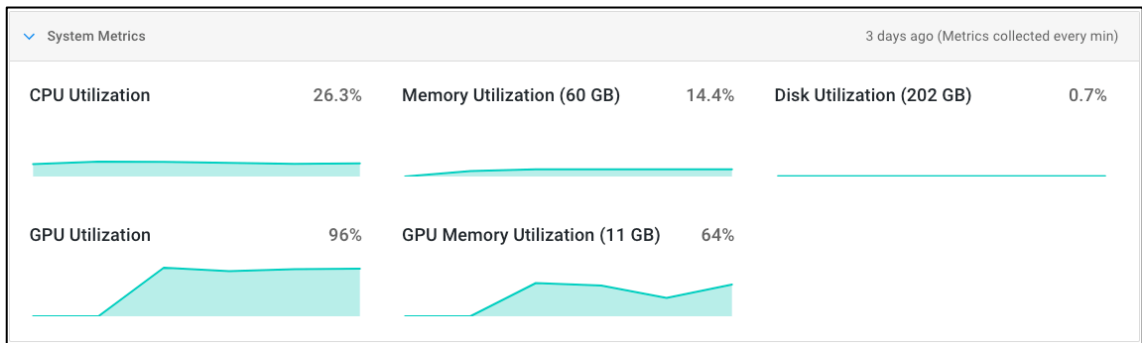 System Metrics 3 days ago (Metrics collected every min)
CPU Utilization 26.3% Memory Utilization (60 GB) 14.4% Disk Utilization (202 GB) 0.7%
GPU Utilization 96% GPU Memory Utilization (11 GB) 64%